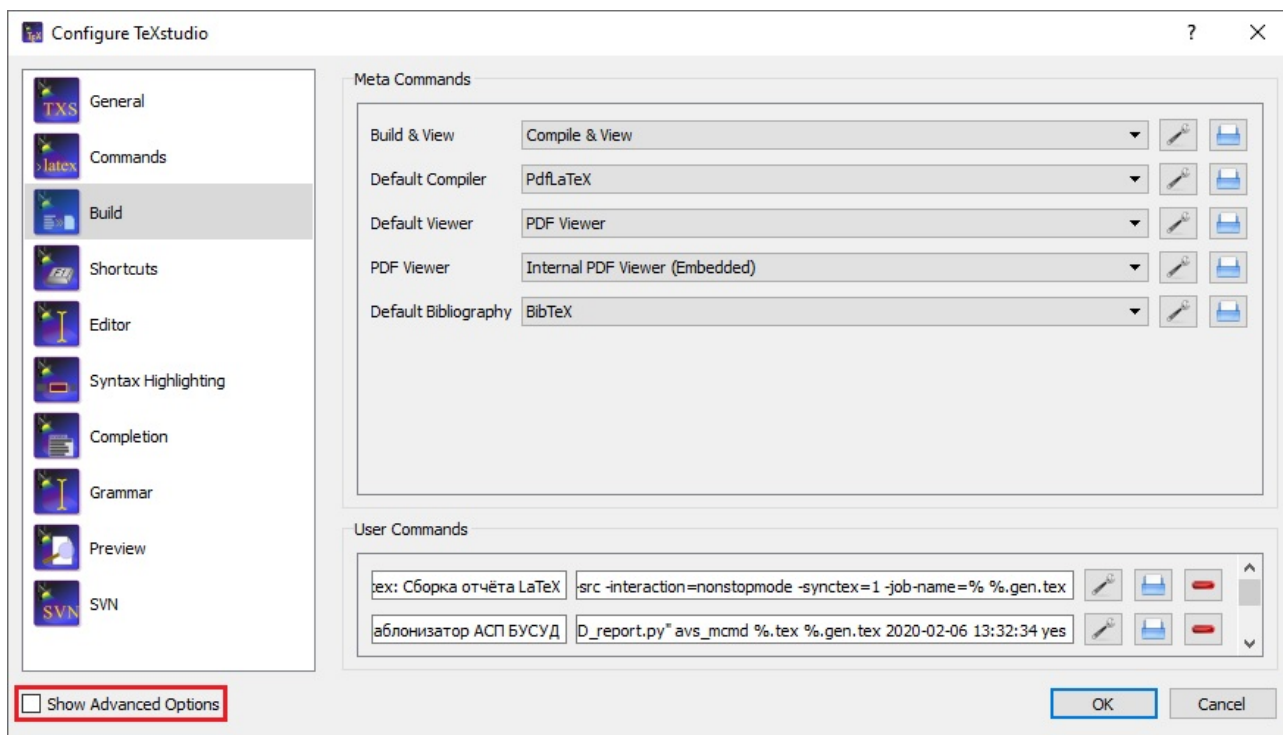 Configure TeXstudio
?
TXS
General
>latex
Commands
Build
Shortcuts
Editor
Syntax Highlighting
Completion
Grammar
Preview
SVN
SVN
Meta Commands
Build & View Compile & View
Default Compiler PdfLaTeX
Default Viewer PDF Viewer
PDF Viewer Internal PDF Viewer (Embedded)
Default Bibliography BibTeX
User Commands
tex: Сборка отчёта LaTeX -src -interaction=nonstopmode -synctex=1 -job-name=% %.gen.tex
аблонизатор АСП БУСУД D_report.py" avs_mcmd %.tex %.gen.tex 2020-02-06 13:32:34 yes
Show Advanced Options
OK Cancel